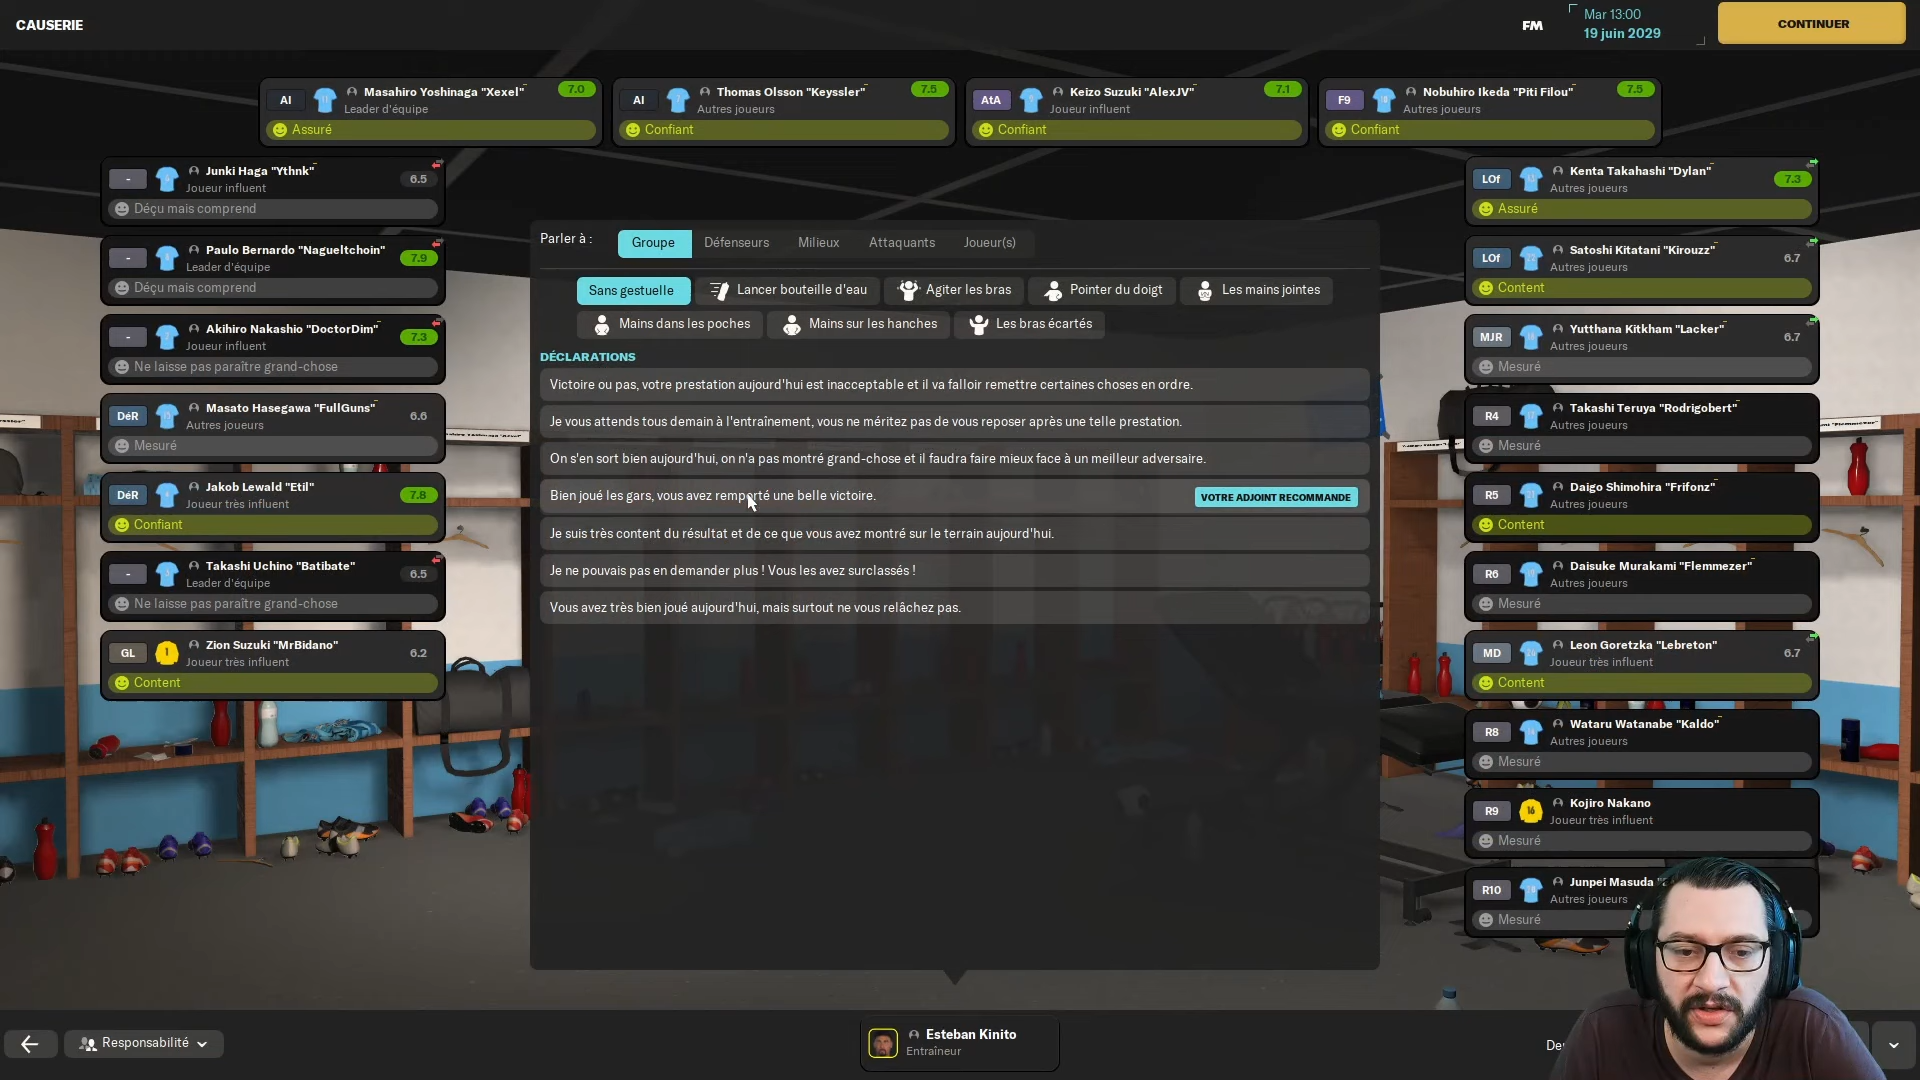 CAUSERIE
FM
Mar 13:00
19 juin 2029
CONTINUER
AI
Masahiro Yoshinaga "Xexel"
Leader d'équipe
7.0
Assuré
AI
Thomas Olsson "Keyssler"
Autres joueurs
7.5
Confiant
AtA
Keizo Suzuki "AlexJV"
Joueur influent
7.1
Confiant
F9
Nobuhiro Ikeda "Piti Filou"
Autres joueurs
7.5
Confiant
-
Junki Haga "Ythnk"
Joueur influent
6.5
Déçu mais comprend
-
Paulo Bernardo "Nagueltchoin"
Leader d'équipe
7.9
Déçu mais comprend
-
Akihiro Nakashio "DoctorDim"
Joueur influent
7.3
Ne laisse pas paraître grand-chose
DéR
Masato Hasegawa "FullGuns"
Autres joueurs
6.6
Mesuré
DéR
Jakob Lewald "Etil"
Joueur très influent
7.8
Confiant
-
Takashi Uchino "Batibate"
Leader d'équipe
6.5
Ne laisse pas paraître grand-chose
GL
1
Zion Suzuki "MrBidano"
Joueur très influent
6.2
Content
Parler à :
Groupe
Défenseurs
Milieux
Attaquants
Joueur(s)
Sans gestuelle
Lancer bouteille d'eau
Agiter les bras
Pointer du doigt
Les mains jointes
Mains dans les poches
Mains sur les hanches
Les bras écartés
DÉCLARATIONS
Victoire ou pas, votre prestation aujourd'hui est inacceptable et il va falloir remettre certaines choses en ordre.
Je vous attends tous demain à l'entraînement, vous ne méritez pas de vous reposer après une telle prestation.
On s'en sort bien aujourd'hui, on n'a pas montré grand-chose et il faudra faire mieux face à un meilleur adversaire.
Bien joué les gars, vous avez remporté une belle victoire.
VOTRE ADJOINT RECOMMANDE
Je suis très content du résultat et de ce que vous avez montré sur le terrain aujourd'hui.
Je ne pouvais pas en demander plus ! Vous les avez surclassés !
Vous avez très bien joué aujourd'hui, mais surtout ne vous relâchez pas.
LOf
Kenta Takahashi "Dylan"
Autres joueurs
7.3
Assuré
LOf
Satoshi Kitatani "Kirouzz"
Autres joueurs
6.7
Content
MJR
Yutthana Kitkham "Lacker"
Autres joueurs
6.7
Mesuré
R4
Takashi Teruya "Rodrigobert"
Autres joueurs
Mesuré
R5
Daigo Shimohira "Frifonz"
Autres joueurs
Content
R6
Daisuke Murakami "Flemmezer"
Autres joueurs
Mesuré
MD
Leon Goretzka "Lebreton"
Joueur très influent
6.7
Content
R8
Wataru Watanabe "Kaldo"
Autres joueurs
Mesuré
R9
16
Kojiro Nakano
Joueur très influent
Mesuré
R10
Junpei Masuda
Autres joueurs
Mesuré
Responsabilité
Esteban Kinito
Entraîneur